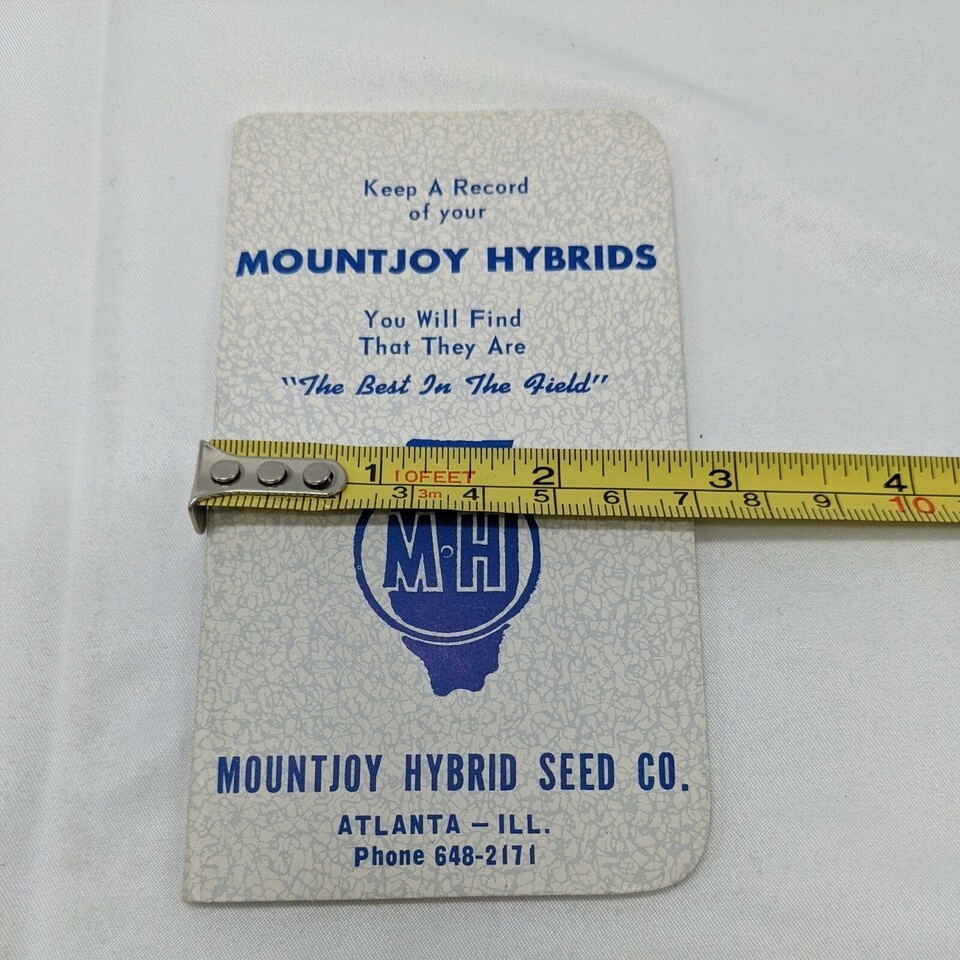 Keep A Record
of your
MOUNTJOY HYBRIDS
You Will Find
That They Are
"The Best In The Field"
1 10FEET 2 3 4
3 3m 4 5 6 7 8 9 10
M·H
MOUNTJOY HYBRID SEED CO.
ATLANTA — ILL.
Phone 648-2171